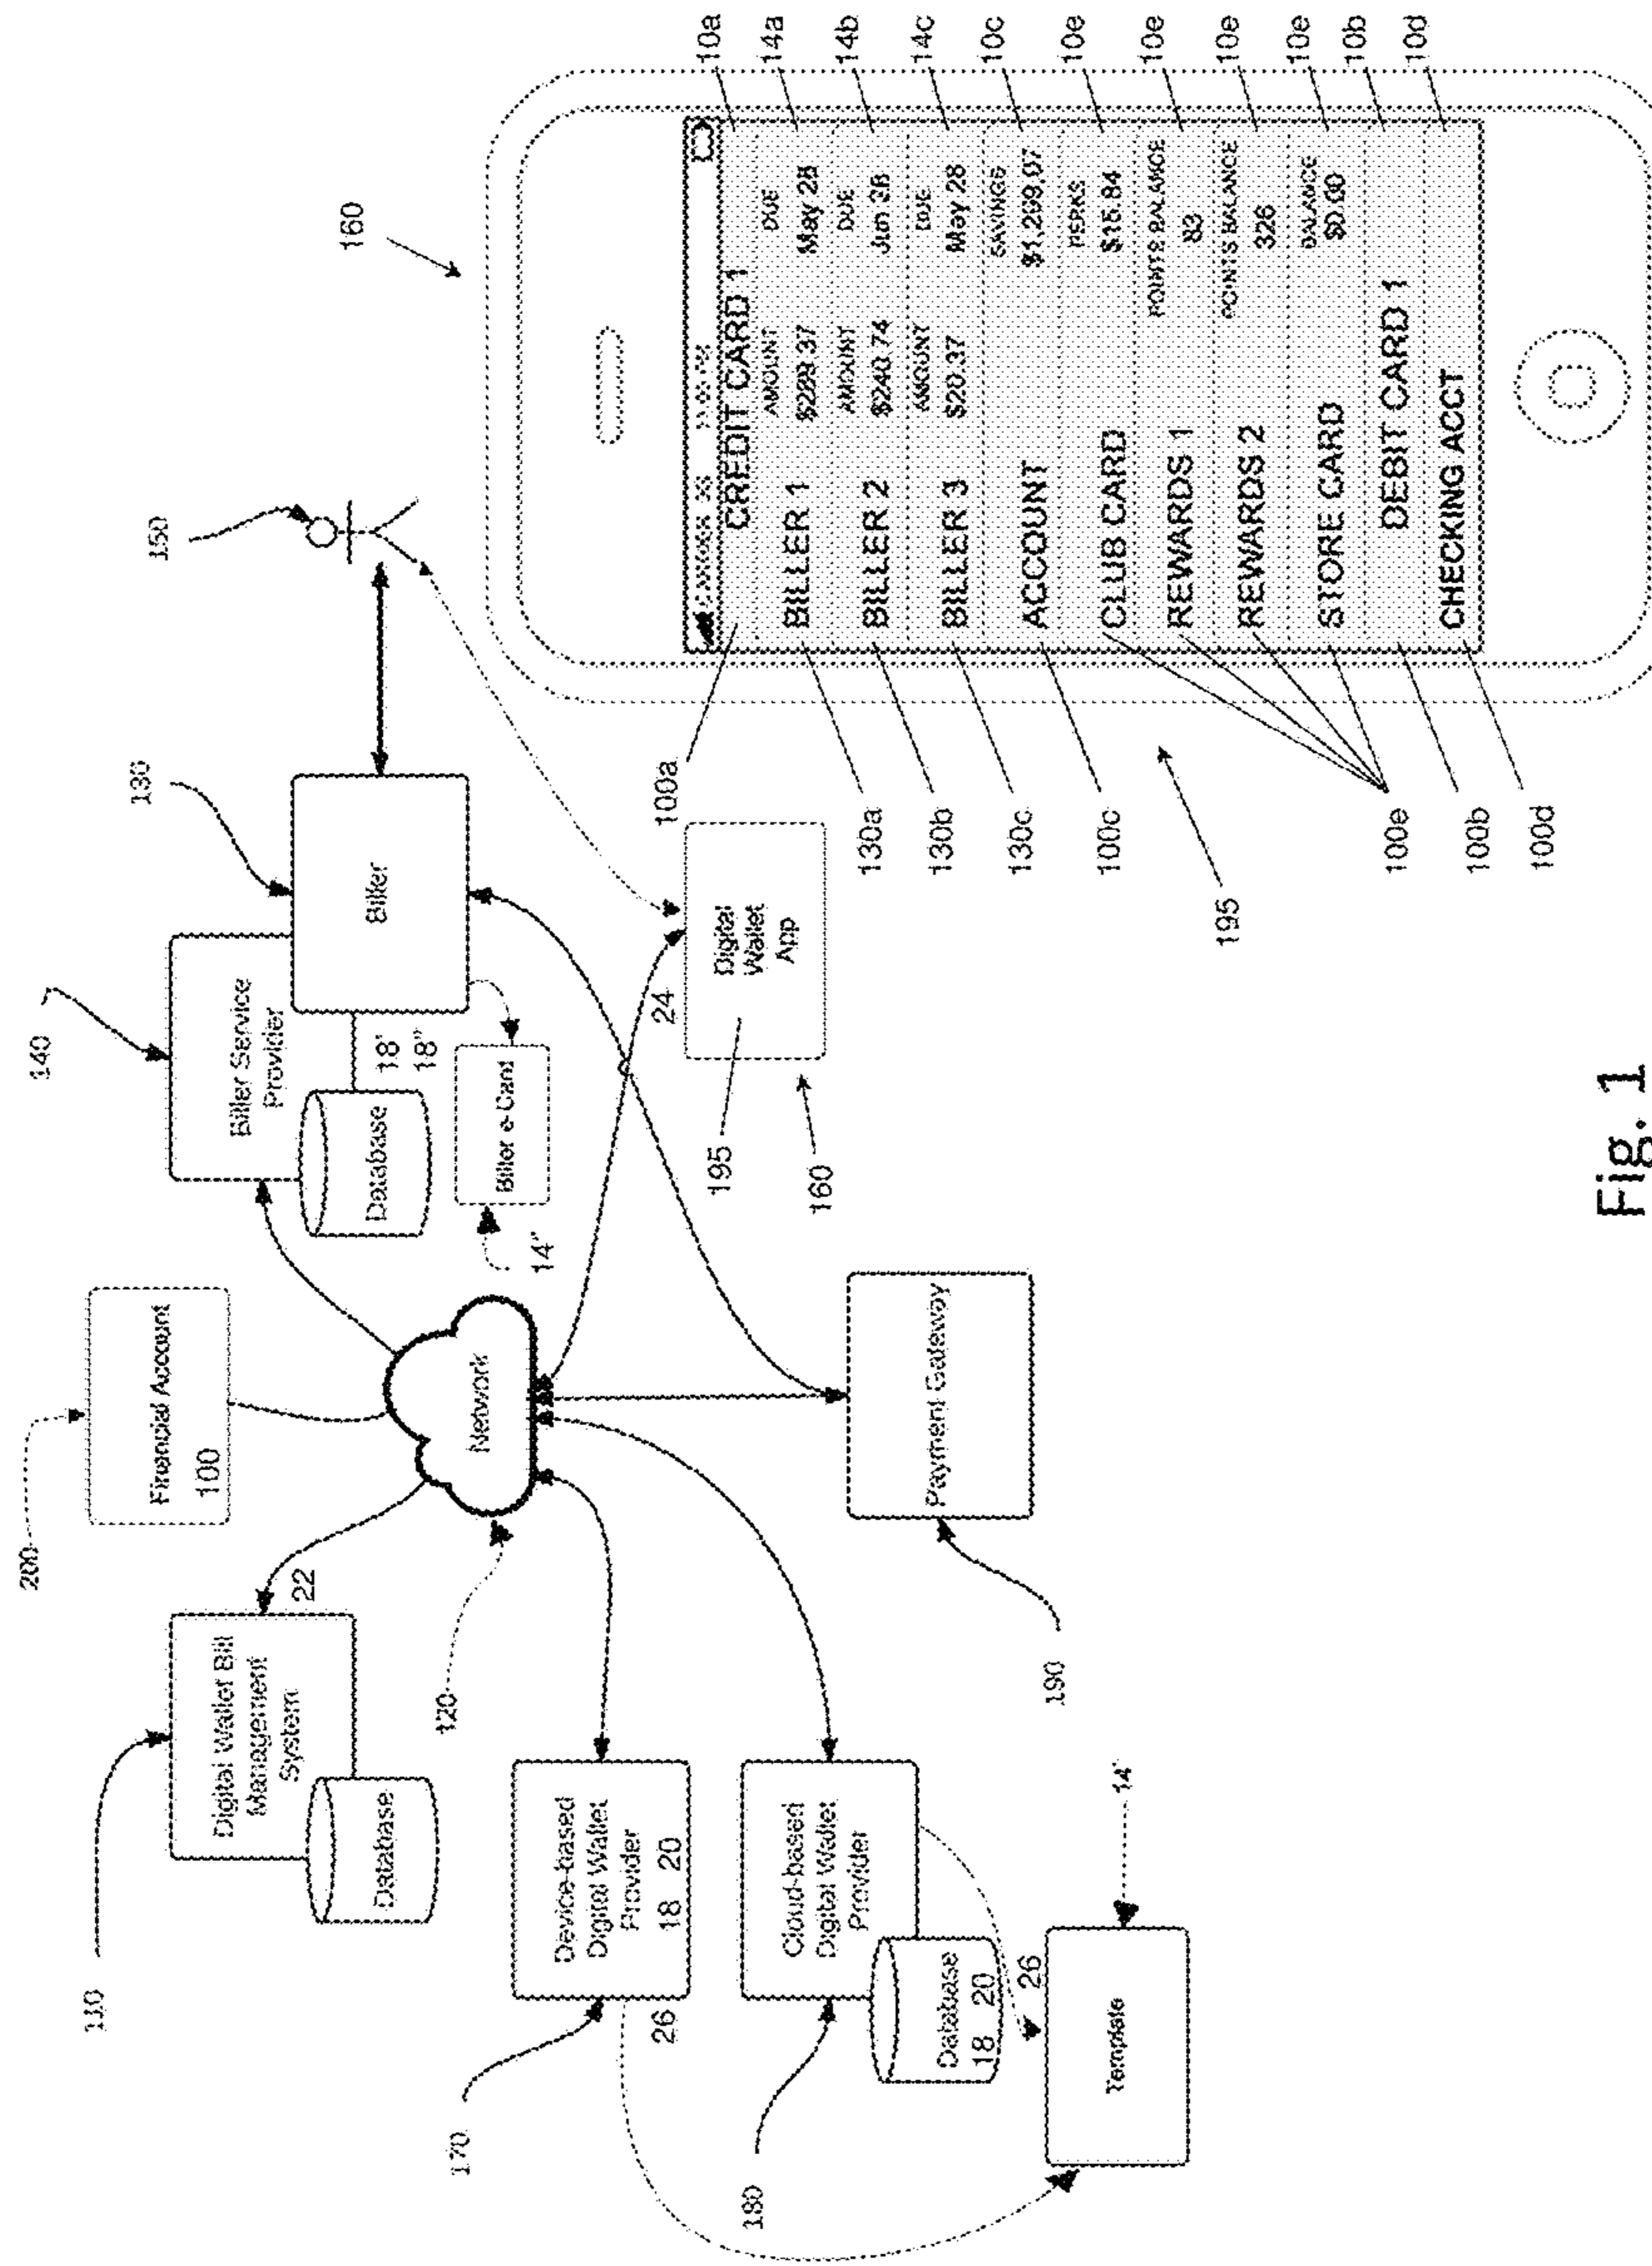 200
Financial Account
100
110
Digital Wallet Bill
Management
System
22
Database
140
Biller Service
Provider
Database
18'
18"
130
Biller
150
Biller e-Card
14"
Network
120
170
Device-based
Digital Wallet
Provider
18 20
26
180
Cloud-based
Digital Wallet
Provider
Database
18 20
26
Template
14'
Payment Gateway
190
24
Digital
Wallet
App
195
160
160
CARRIER
CREDIT CARD 1
10a
100a
BILLER 1
AMOUNT
DUE
May 28
14a
130a
BILLER 2
AMOUNT
$240.74
DUE
14b
130b
BILLER 3
AMOUNT
$20.37
DUE
May 28
14c
130c
ACCOUNT
SAVINGS
$1,299.07
10c
100c
CLUB CARD
PERKS
$15.84
10e
REWARDS 1
POINTS BALANCE
83
10e
REWARDS 2
POINTS BALANCE
326
10e
STORE CARD
BALANCE
$0.00
10e
100e
DEBIT CARD 1
10b
100b
CHECKING ACCT
10d
100d
195
Fig. 1